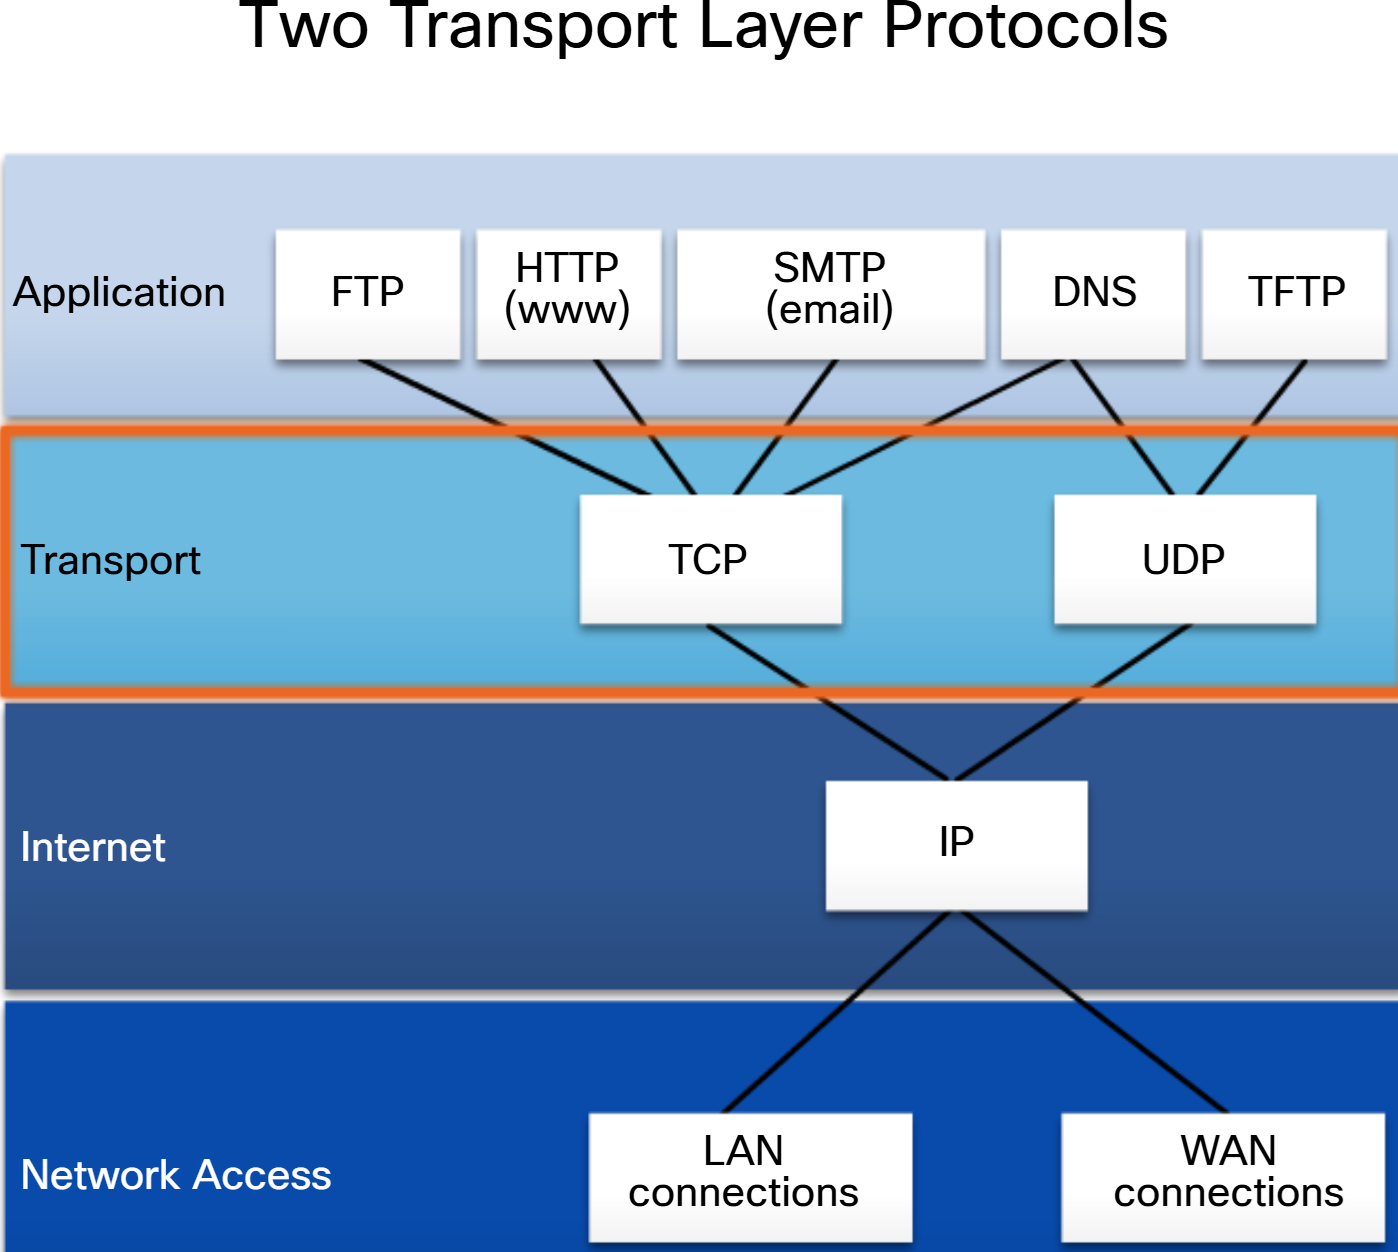 Two Transport Layer Protocols
Application
FTP
HTTP
(www)
SMTP
(email)
DNS
TFTP
Transport
TCP
UDP
Internet
IP
Network Access
LAN
connections
WAN
connections